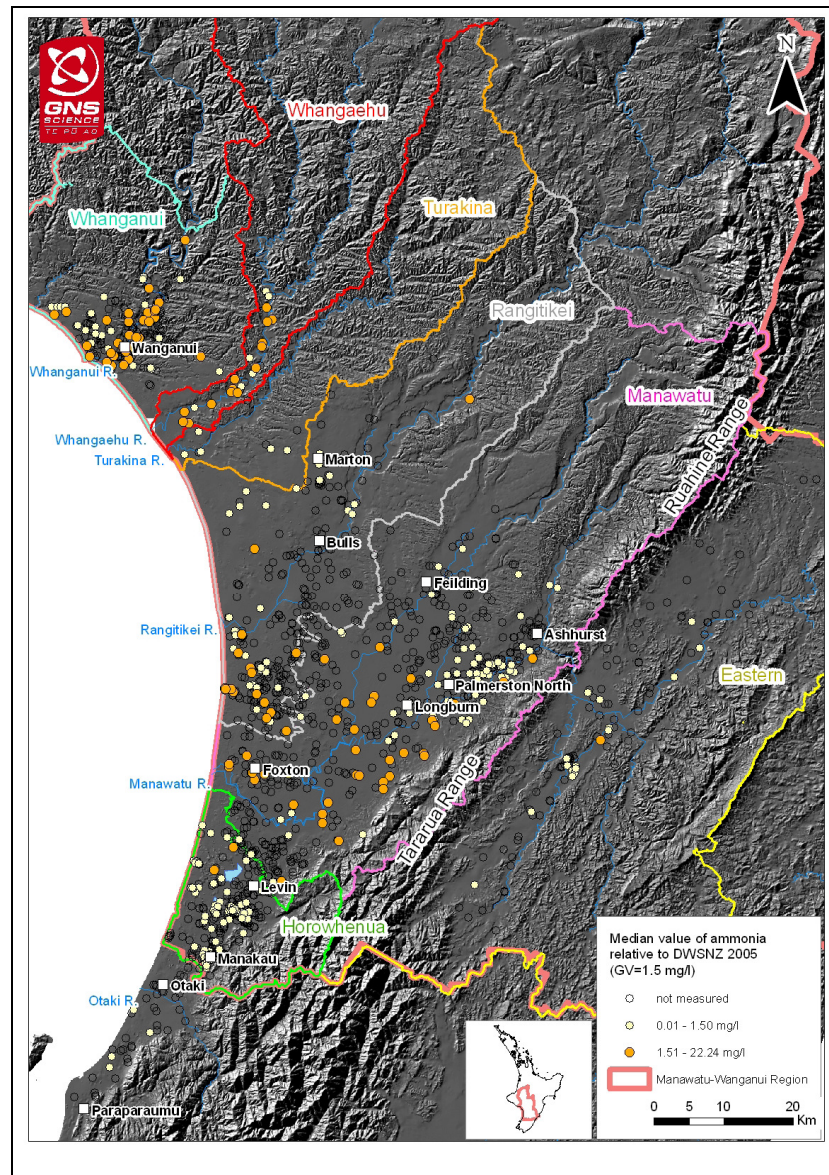 GNS
SCIENCE
TE PŪ AO
N
Whangaehu
Whanganui
Turakina
Rangitikei
Wanganui
Whanganui R.
Manawatu
Ruahine Range
Whangaehu R.
Turakina R.
Marton
Bulls
Feilding
Rangitikei R.
Ashhurst
Eastern
Palmerston North
Longburn
Foxton
Manawatu R.
Tararua Range
Levin
Horowhenua
Manakau
Otaki
Otaki R.
Paraparaumu
Median value of ammonia
relative to DWSNZ 2005
(GV=1.5 mg/l)
not measured
0.01 - 1.50 mg/l
1.51 - 22.24 mg/l
Manawatu-Wanganui Region
0 5 10 20
Km